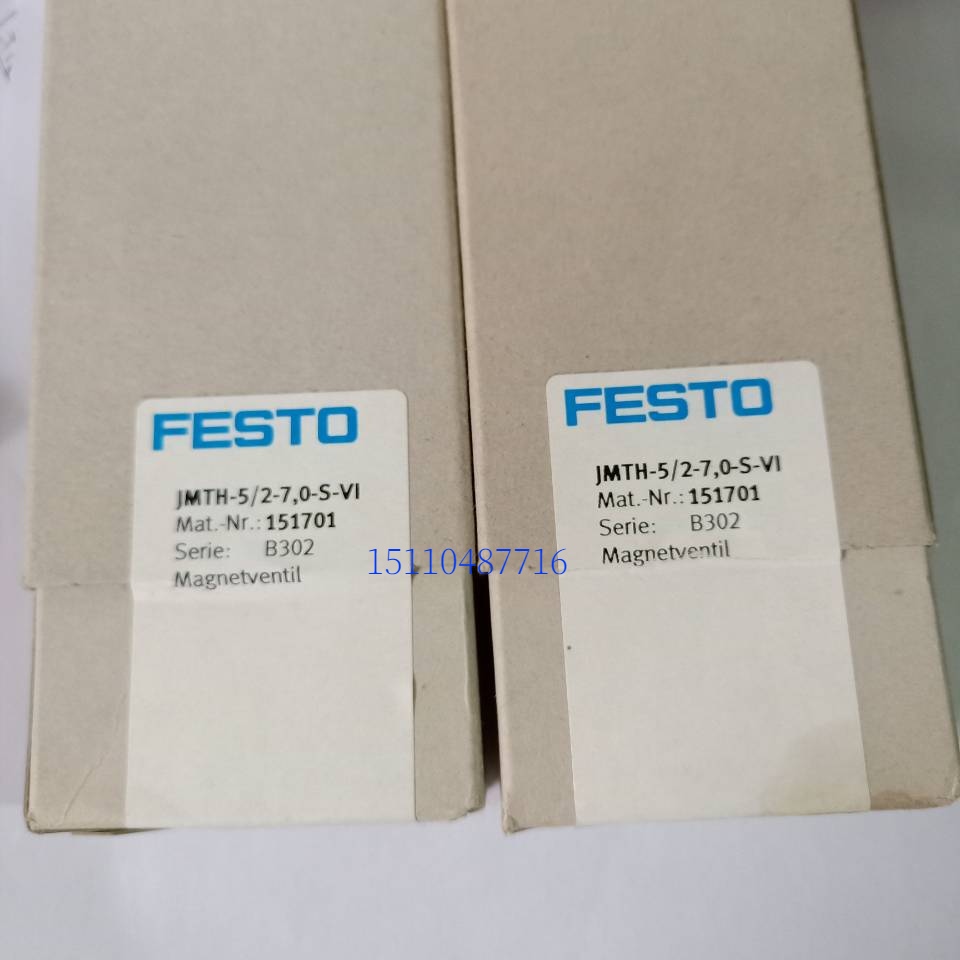 FESTO
JMTH-5/2-7,0-S-VI
Mat.-Nr.: 151701
Serie: B302
Magnetventil
FESTO
JMTH-5/2-7,0-S-VI
Mat.-Nr.: 151701
Serie: B302
Magnetventil
15110487716